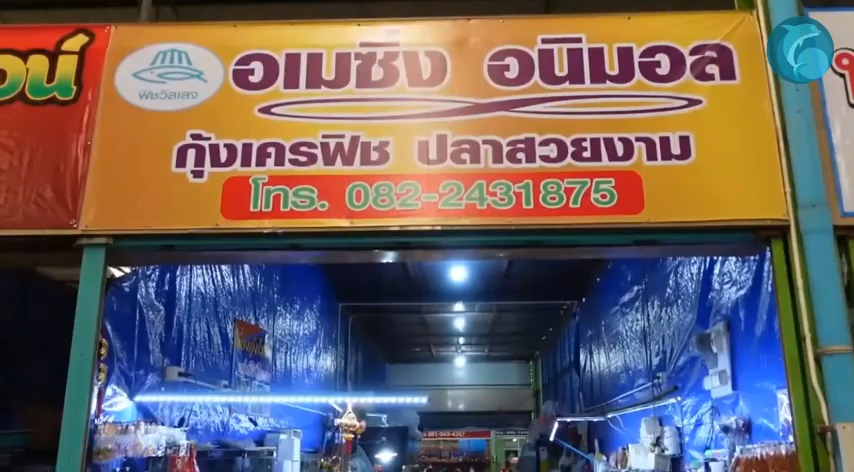 อเมซิ่ง อนิมอล
ฟิชวิลเลจ
กุ้งเครฟิช ปลาสวยงาม
โทร. 082-2431875